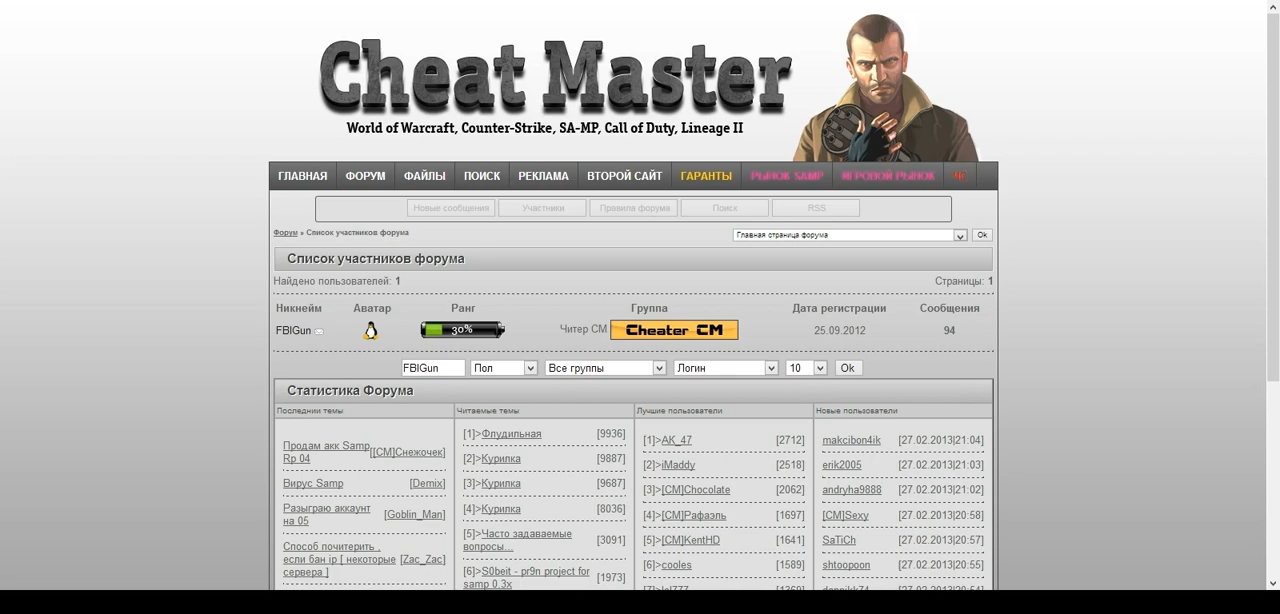 Cheat Master
World of Warcraft, Counter-Strike, SA-MP, Call of Duty, Lineage II
ГЛАВНАЯ ФОРУМ ФАЙЛЫ ПОИСК РЕКЛАМА ВТОРОЙ САЙТ ГАРАНТЫ РЫНОК SAMP ИГРОВОЙ РЫНОК ЧС
Новые сообщения Участники Правила форума Поиск RSS
Форум » Список участников форума
Главная страница форума Ok
Список участников форума
Найдено пользователей: 1 Страницы: 1
Никнейм Аватар Ранг Группа Дата регистрации Сообщения
FBIGun 30% Читер СМ Cheater CM 25.09.2012 94
FBIGun Пол Все группы Логин 10 Ok
Статистика Форума
Последнии темы Читаемые темы Лучшие пользователи Новые пользователи
Продам акк Samp
Rp 04
[[CM]Снежочек]
Вирус Samp [Demix]
Разыграю аккаунт
на 05
[Goblin_Man]
Способ почитерить ,
если бан ip [ некоторые
сервера ]
[Zac_Zac]
[1]>Флудильная [9936]
[2]>Курилка [9887]
[3]>Курилка [9687]
[4]>Курилка [8036]
[5]>Часто задаваемые
вопросы...
[3091]
[6]>S0beit - pr9n project for
samp 0.3x
[1973]
[1]>AK_47 [2712]
[2]>iMaddy [2518]
[3]>[CM]Chocolate [2062]
[4]>[CM]Рафаэль [1697]
[5]>[CM]KentHD [1641]
[6]>cooles [1589]
makcibon4ik [27.02.2013|21:04]
erik2005 [27.02.2013|21:03]
andryha9888 [27.02.2013|21:02]
[CM]Sexy [27.02.2013|20:58]
SaTiCh [27.02.2013|20:57]
shtoopoon [27.02.2013|20:55]